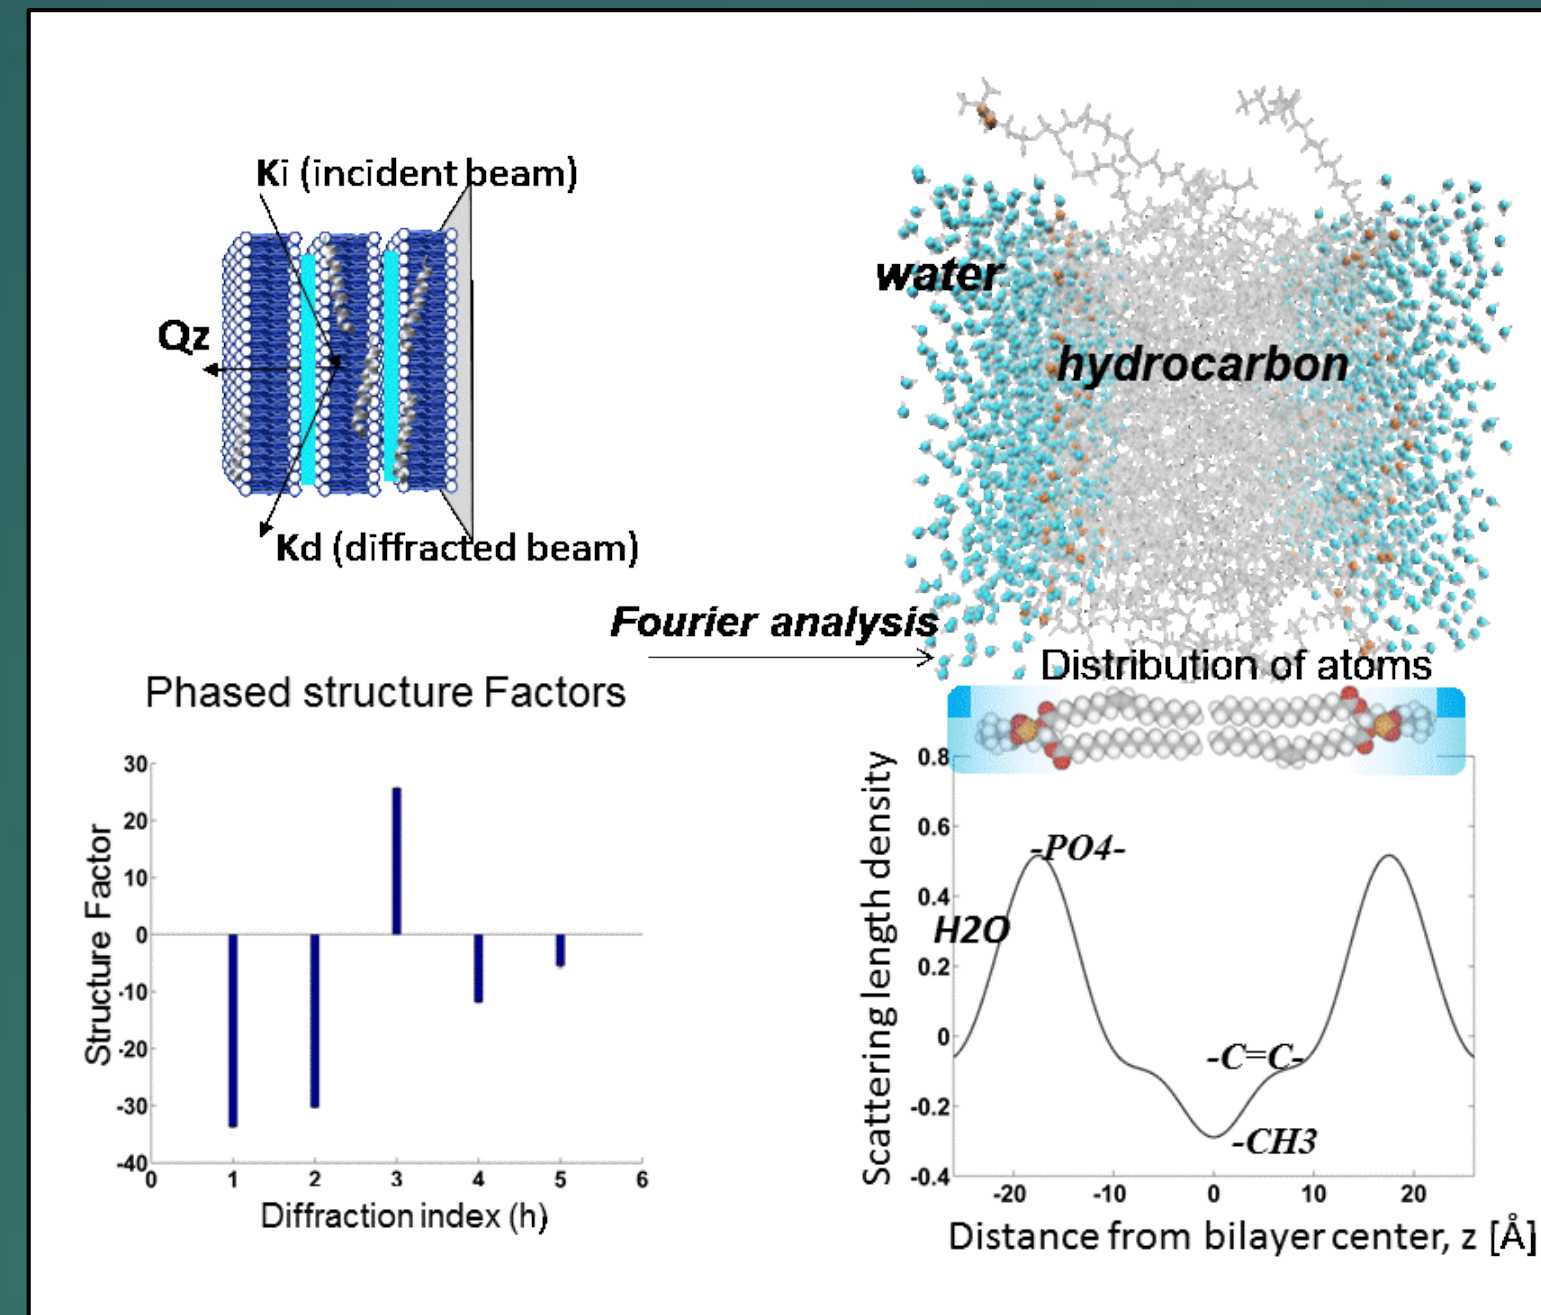 Ki (incident beam)
Qz
Kd (diffracted beam)
water
hydrocarbon
Fourier analysis
Distribution of atoms
Phased structure Factors
30
20
10
0
-10
-20
-30
-40
0 1 2 3 4 5 6
Structure Factor
Diffraction index (h)
0.8
0.6
0.4
0.2
0
-0.2
-0.4
-20 -10 0 10 20
Scattering length density
-PO4-
H2O
-C=C-
-CH3
Distance from bilayer center, z [Å]